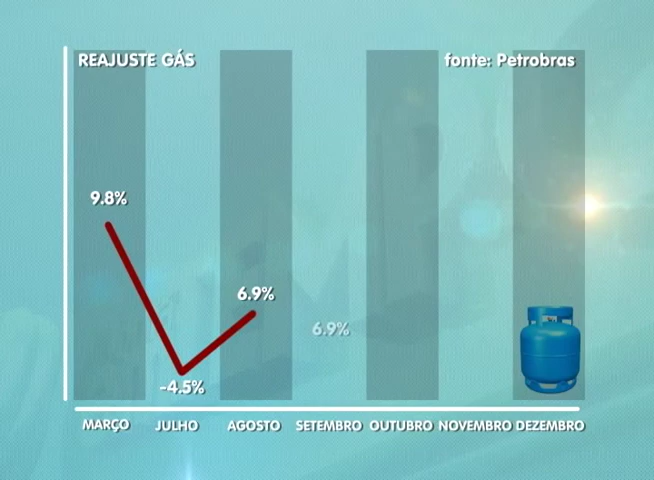 REAJUSTE GÁS
fonte: Petrobras
9.8%
6.9%
6.9%
-4.5%
MARÇO JULHO AGOSTO SETEMBRO OUTUBRO NOVEMBRO DEZEMBRO